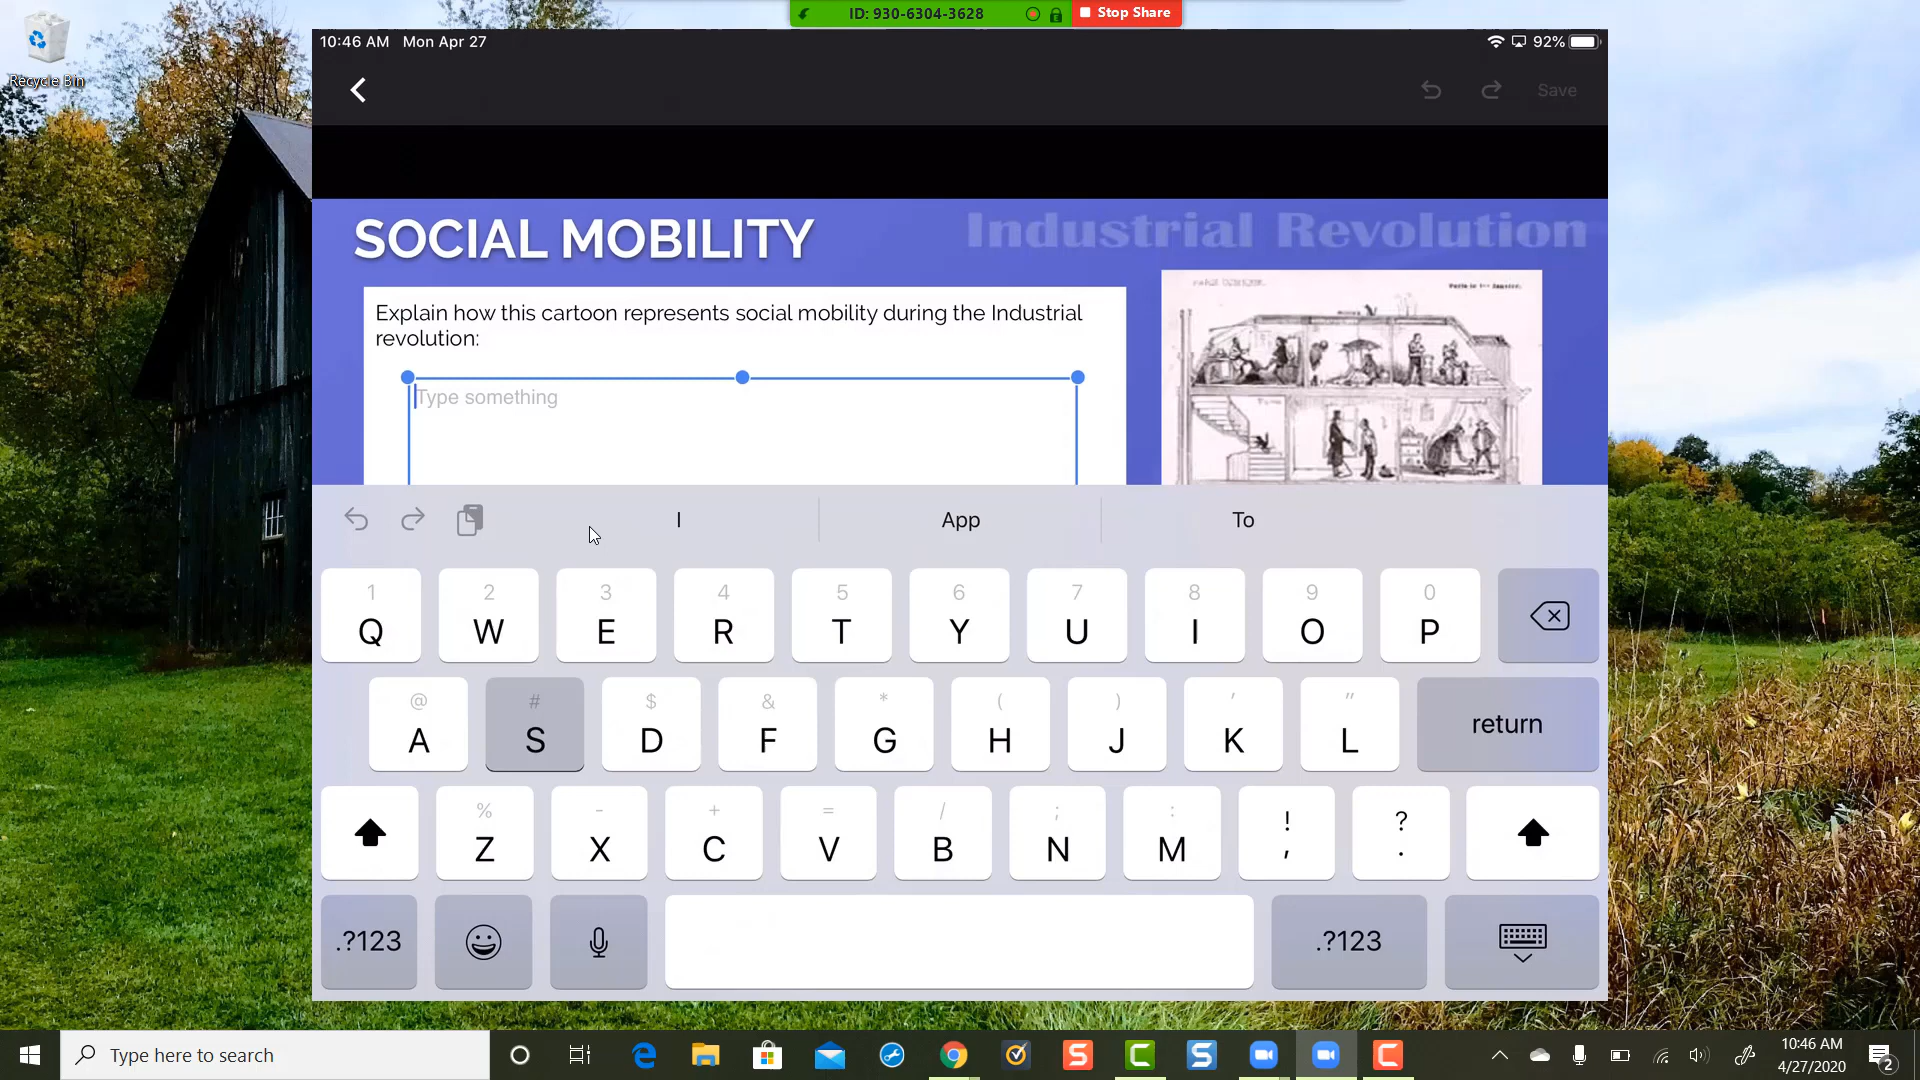 ID: 930-6304-3628
Stop Share
Recycle Bin
10:46 AM Mon Apr 27
92%
Save
SOCIAL MOBILITY
Industrial Revolution
Explain how this cartoon represents social mobility during the Industrial
revolution:
Type something
I App To
1 2 3 4 5 6 7 8 9 0
Q W E R T Y U I O P
@ # $ & * ( ) ' "
A S D F G H J K L return
% - + = / ; : ! ?
Z X C V B N M , .
.?123 .?123
Type here to search
10:46 AM
4/27/2020
2